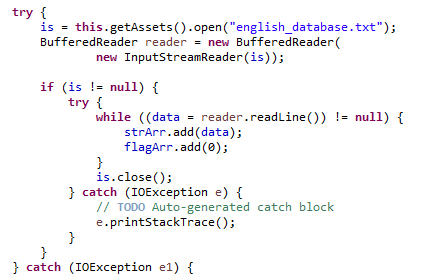 try {
    is = this.getAssets().open("english_database.txt");
    BufferedReader reader = new BufferedReader(
            new InputStreamReader(is));

    if (is != null) {
        try {
            while ((data = reader.readLine()) != null) {
                strArr.add(data);
                flagArr.add(0);
            }
            is.close();
        } catch (IOException e) {
            // TODO Auto-generated catch block
            e.printStackTrace();
        }
    }
} catch (IOException e1) {